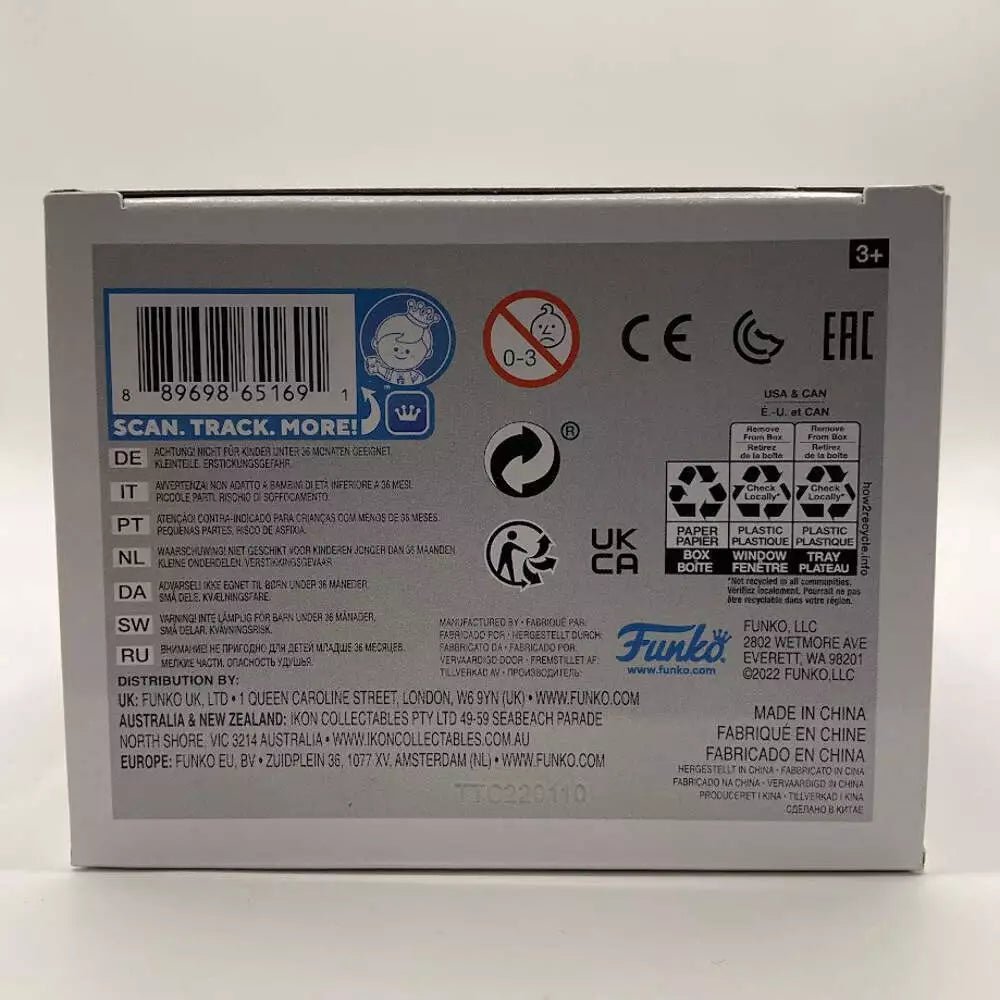 3+
8 89698 65169 1
SCAN. TRACK. MORE!
™
0-3
CE
EAC
®
DE ACHTUNG! NICHT FÜR KINDER UNTER 36 MONATEN GEEIGNET.
KLEINTEILE. ERSTICKUNGSGEFAHR.
IT AVVERTENZA! NON ADATTO A BAMBINI DI ETÀ INFERIORE A 36 MESI.
PICCOLE PARTI. RISCHIO DI SOFFOCAMENTO.
PT ATENÇÃO! CONTRA-INDICADO PARA CRIANÇAS COM MENOS DE 36 MESES.
PEQUENAS PARTES. RISCO DE ASFIXIA.
NL WAARSCHUWING! NIET GESCHIKT VOOR KINDEREN JONGER DAN 36 MAANDEN.
KLEINE ONDERDELEN. VERSTIKKINGSGEVAAR.
DA ADVARSEL! IKKE EGNET TIL BØRN UNDER 36 MÅNEDER.
SMÅ DELE. KVÆLNINGSFARE.
SW VARNING! INTE LÄMPLIG FÖR BARN UNDER 36 MÅNADER.
SMÅ DELAR. KVÄVNINGSRISK.
RU ВНИМАНИЕ! НЕ ПРИГОДНО ДЛЯ ДЕТЕЙ МЛАДШЕ 36 МЕСЯЦЕВ.
МЕЛКИЕ ЧАСТИ. ОПАСНОСТЬ УДУШЬЯ.
UK
CA
USA & CAN
É.-U. et CAN
Remove
From Box
Retirez
de la boîte
Remove
From Box
Retirez
de la boîte
Check
Locally*
Check
Locally*
PAPER
PAPIER
BOX
BOÎTE
PLASTIC
PLASTIQUE
WINDOW
FENÊTRE
PLASTIC
PLASTIQUE
TRAY
PLATEAU
how2recycle.info
*Not recycled in all communities.
Vérifiez localement. Pourrait ne pas
être recyclable dans votre région.
MANUFACTURED BY • FABRIQUÉ PAR:
FABRICADO POR • HERGESTELLT DURCH:
FABBRICATO DA • FABRICADO POR:
VERVAARDIGD DOOR • FREMSTILLET AF:
TILLVERKAD AV • ПРОИЗВОДИТЕЛЬ:
Funko
www.funko.com
FUNKO, LLC
2802 WETMORE AVE
EVERETT, WA 98201
©2022 FUNKO,LLC
DISTRIBUTION BY:
UK: FUNKO UK, LTD • 1 QUEEN CAROLINE STREET, LONDON, W6 9YN (UK) • WWW.FUNKO.COM
AUSTRALIA & NEW ZEALAND: IKON COLLECTABLES PTY LTD 49-59 SEABEACH PARADE
NORTH SHORE, VIC 3214 AUSTRALIA • WWW.IKONCOLLECTABLES.COM.AU
EUROPE: FUNKO EU, BV • ZUIDPLEIN 36, 1077 XV, AMSTERDAM (NL) • WWW.FUNKO.COM
MADE IN CHINA
FABRIQUÉ EN CHINE
FABRICADO EN CHINA
HERGESTELLT IN CHINA • FABBRICATO IN CINA
FABRICADO NA CHINA • VERVAARDIGD IN CHINA
PRODUCERET I KINA • TILLVERKAD I KINA
СДЕЛАНО В КИТАЕ
TTC220110